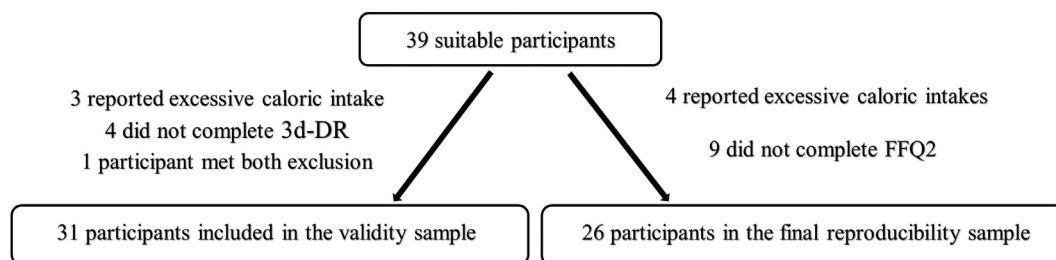 39 suitable participants
3 reported excessive caloric intake
4 did not complete 3d-DR
1 participant met both exclusion
4 reported excessive caloric intakes
9 did not complete FFQ2
31 participants included in the validity sample
26 participants in the final reproducibility sample